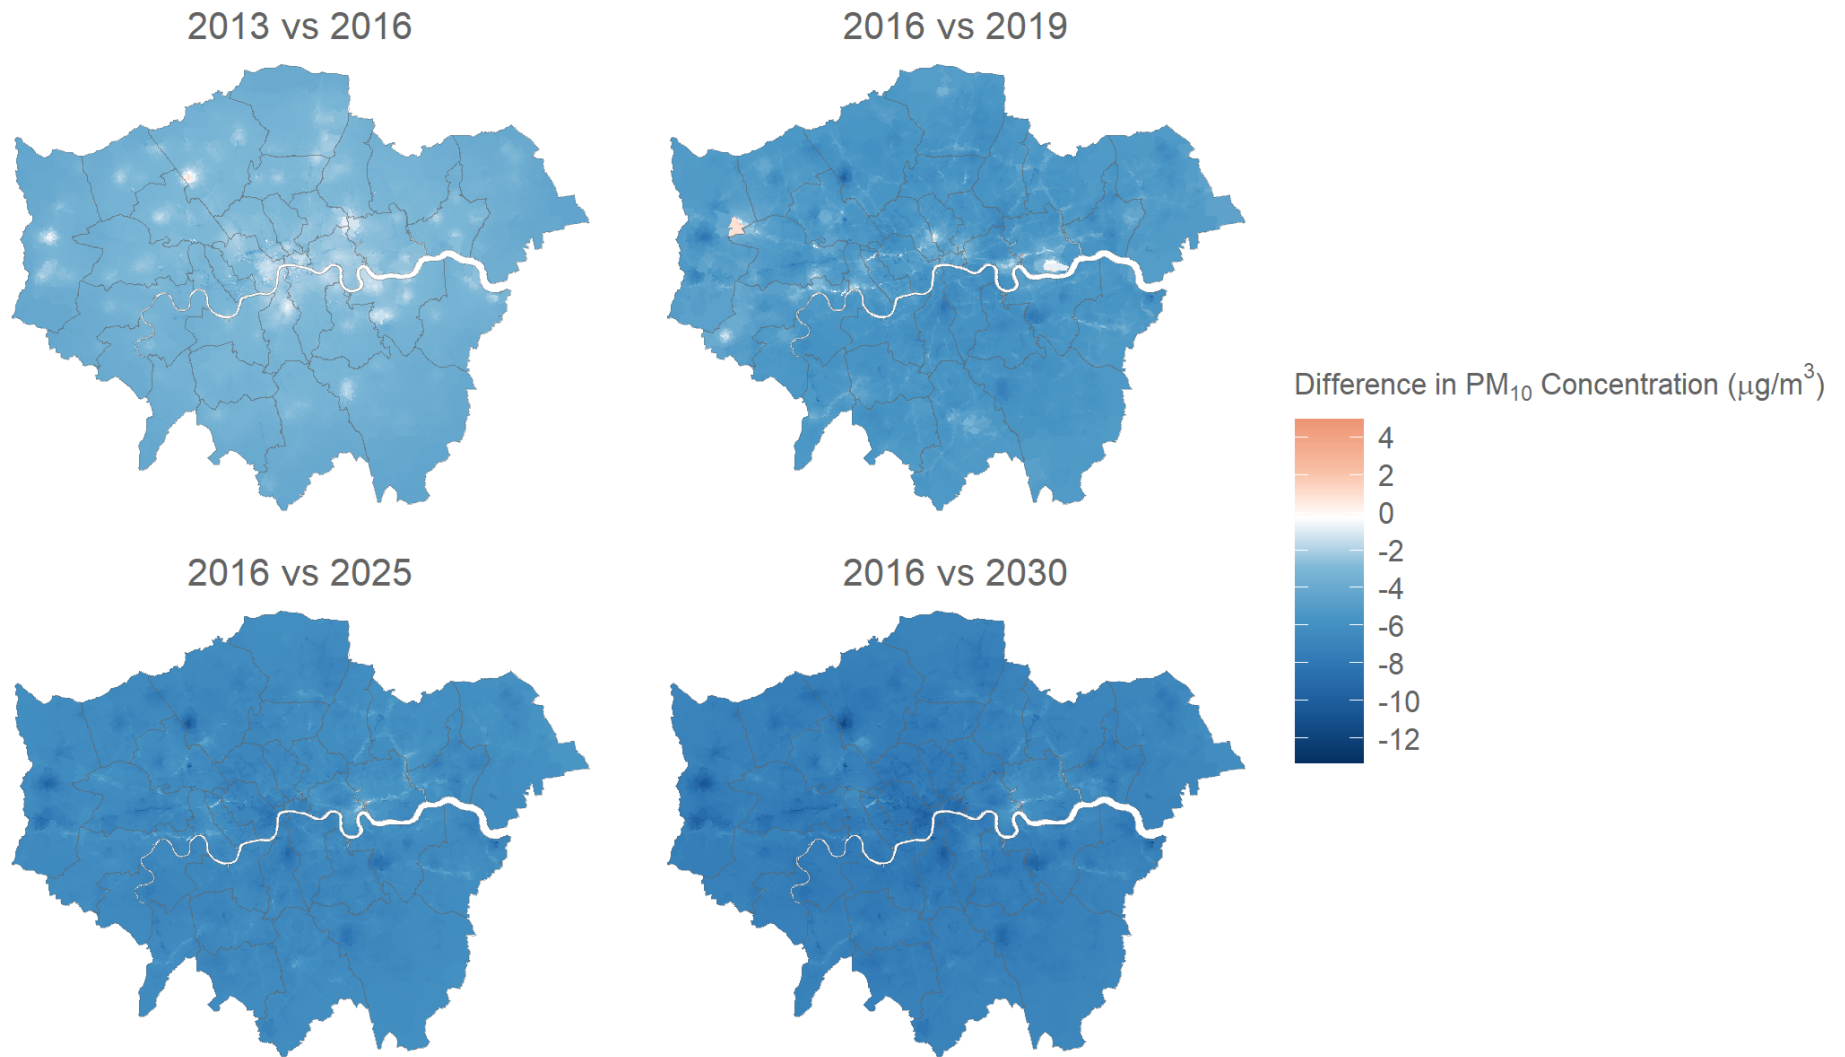 2013 vs 2016
2016 vs 2019
Difference in PM₁₀ Concentration (μg/m³)
4
2
0
-2
-4
-6
-8
-10
-12
2016 vs 2025
2016 vs 2030